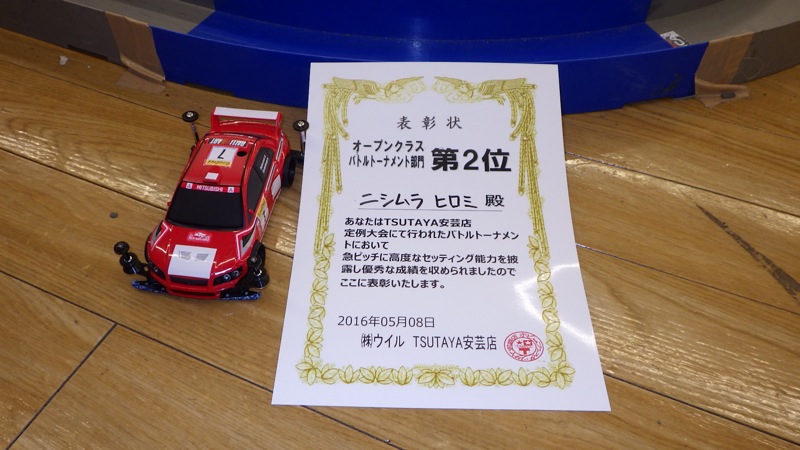 表彰状
オープンクラス
バトルトーナメント部門 第2位
ニシムラ ヒロミ 殿
あなたはTSUTAYA安芸店
定例大会にて行われたバトルトーナメン
トにおいて
急ピッチに高度なセッティング能力を披
露し優秀な成績を収められましたので
ここに表彰いたします。
2016年05月08日
㈱ウイル TSUTAYA安芸店
7
MITSUBISHI